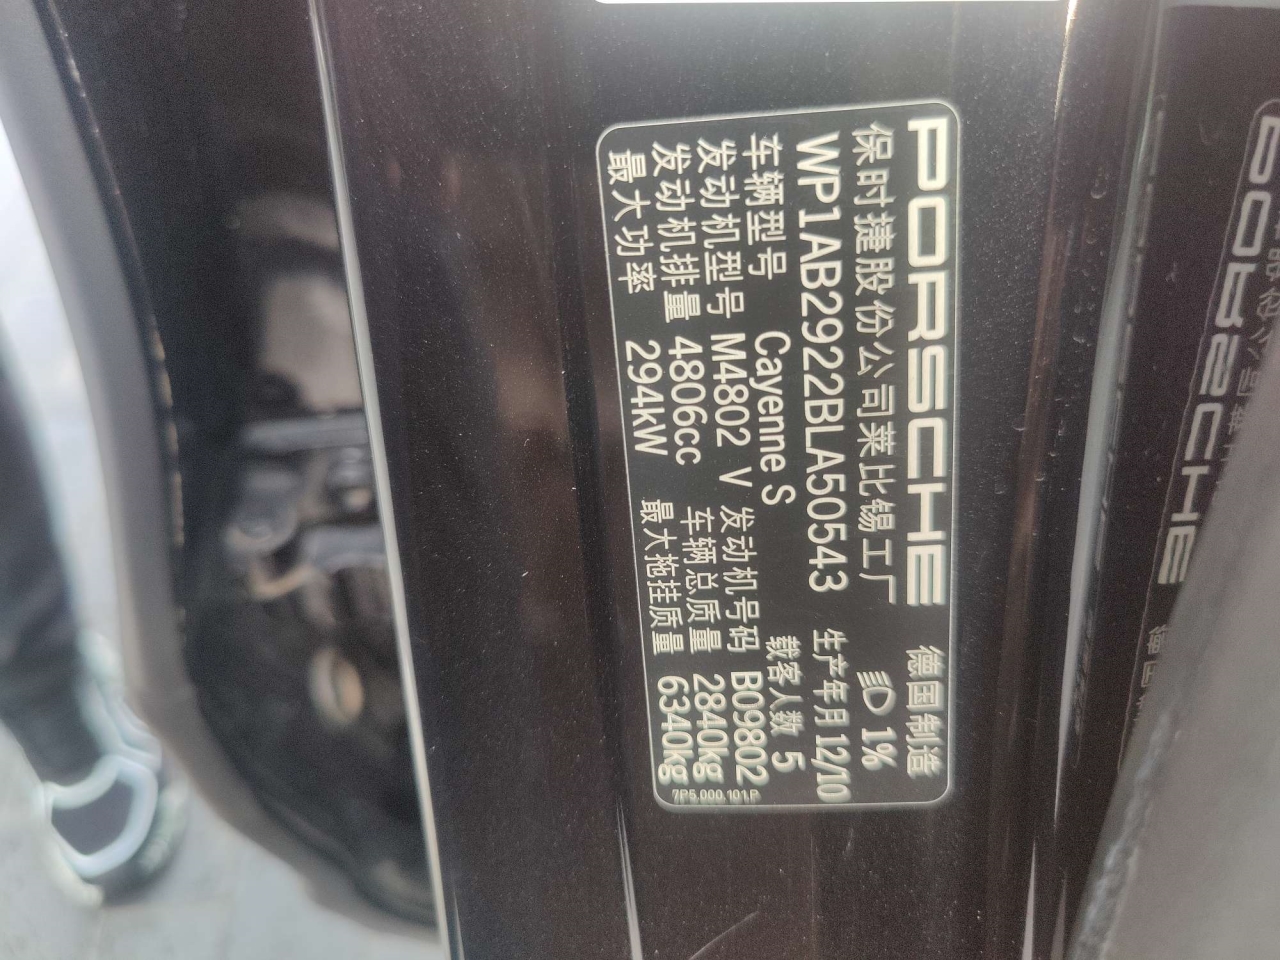 PORSCHE 德国制造
保时捷股份公司莱比锡工厂 1%
WP1AB2922BLA50543 生产年月 12/10
车辆型号 Cayenne S 载客人数 5
发动机型号 M4802 V 发动机号码 B09802
发动机排量 4806cc 车辆总质量 2840kg
最大功率 294kW 最大拖挂质量 6340kg
7P5.000.101.P
PORSCHE